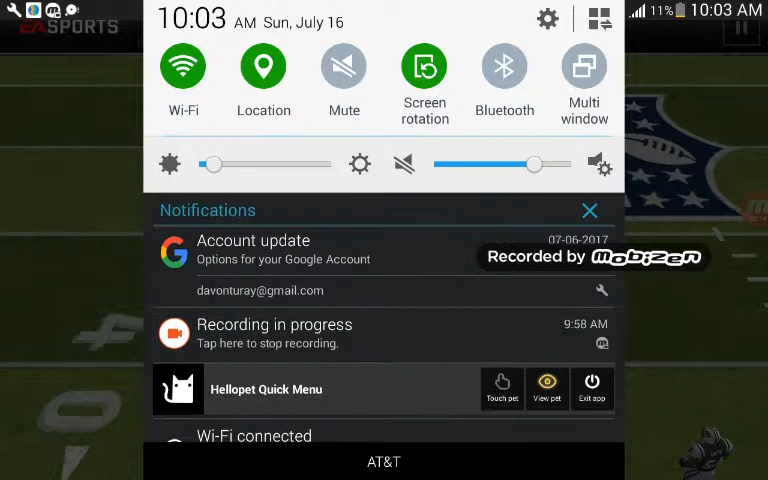 SPORTS
10:03 AM Sun, July 16
11% 10:03 AM
Wi-Fi
Location
Mute
Screen rotation
Bluetooth
Multi window
Notifications
Account update
07-06-2017
Options for your Google Account
Recorded by mobizen
davonturay@gmail.com
Recording in progress
9:58 AM
Tap here to stop recording.
Hellopet Quick Menu
Touch pet
View pet
Exit app
Wi-Fi connected
AT&T